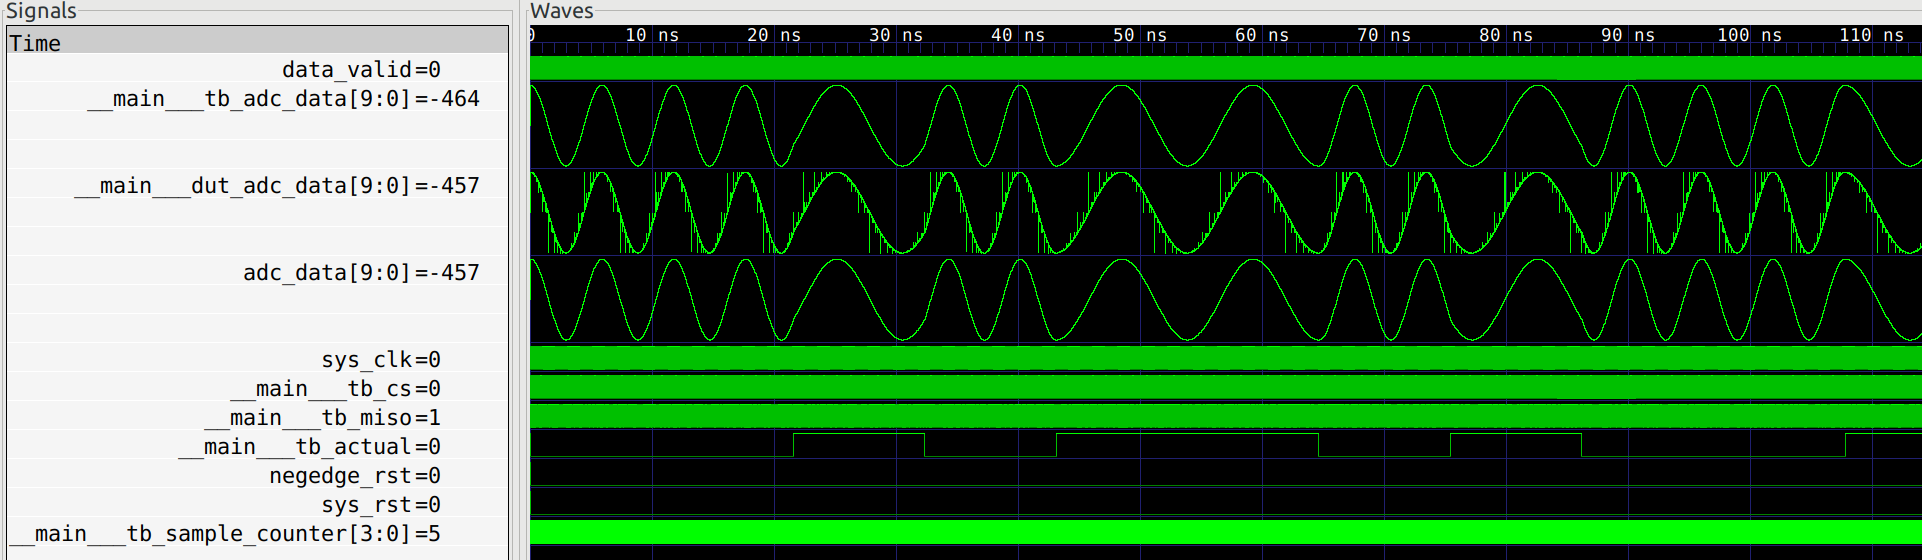 Signals
Waves
Time
0 10 ns 20 ns 30 ns 40 ns 50 ns 60 ns 70 ns 80 ns 90 ns 100 ns 110 ns
data_valid=0
__main___tb_adc_data[9:0]=-464
__main___dut_adc_data[9:0]=-457
adc_data[9:0]=-457
sys_clk=0
__main___tb_cs=0
__main___tb_miso=1
__main___tb_actual=0
negedge_rst=0
sys_rst=0
__main___tb_sample_counter[3:0]=5